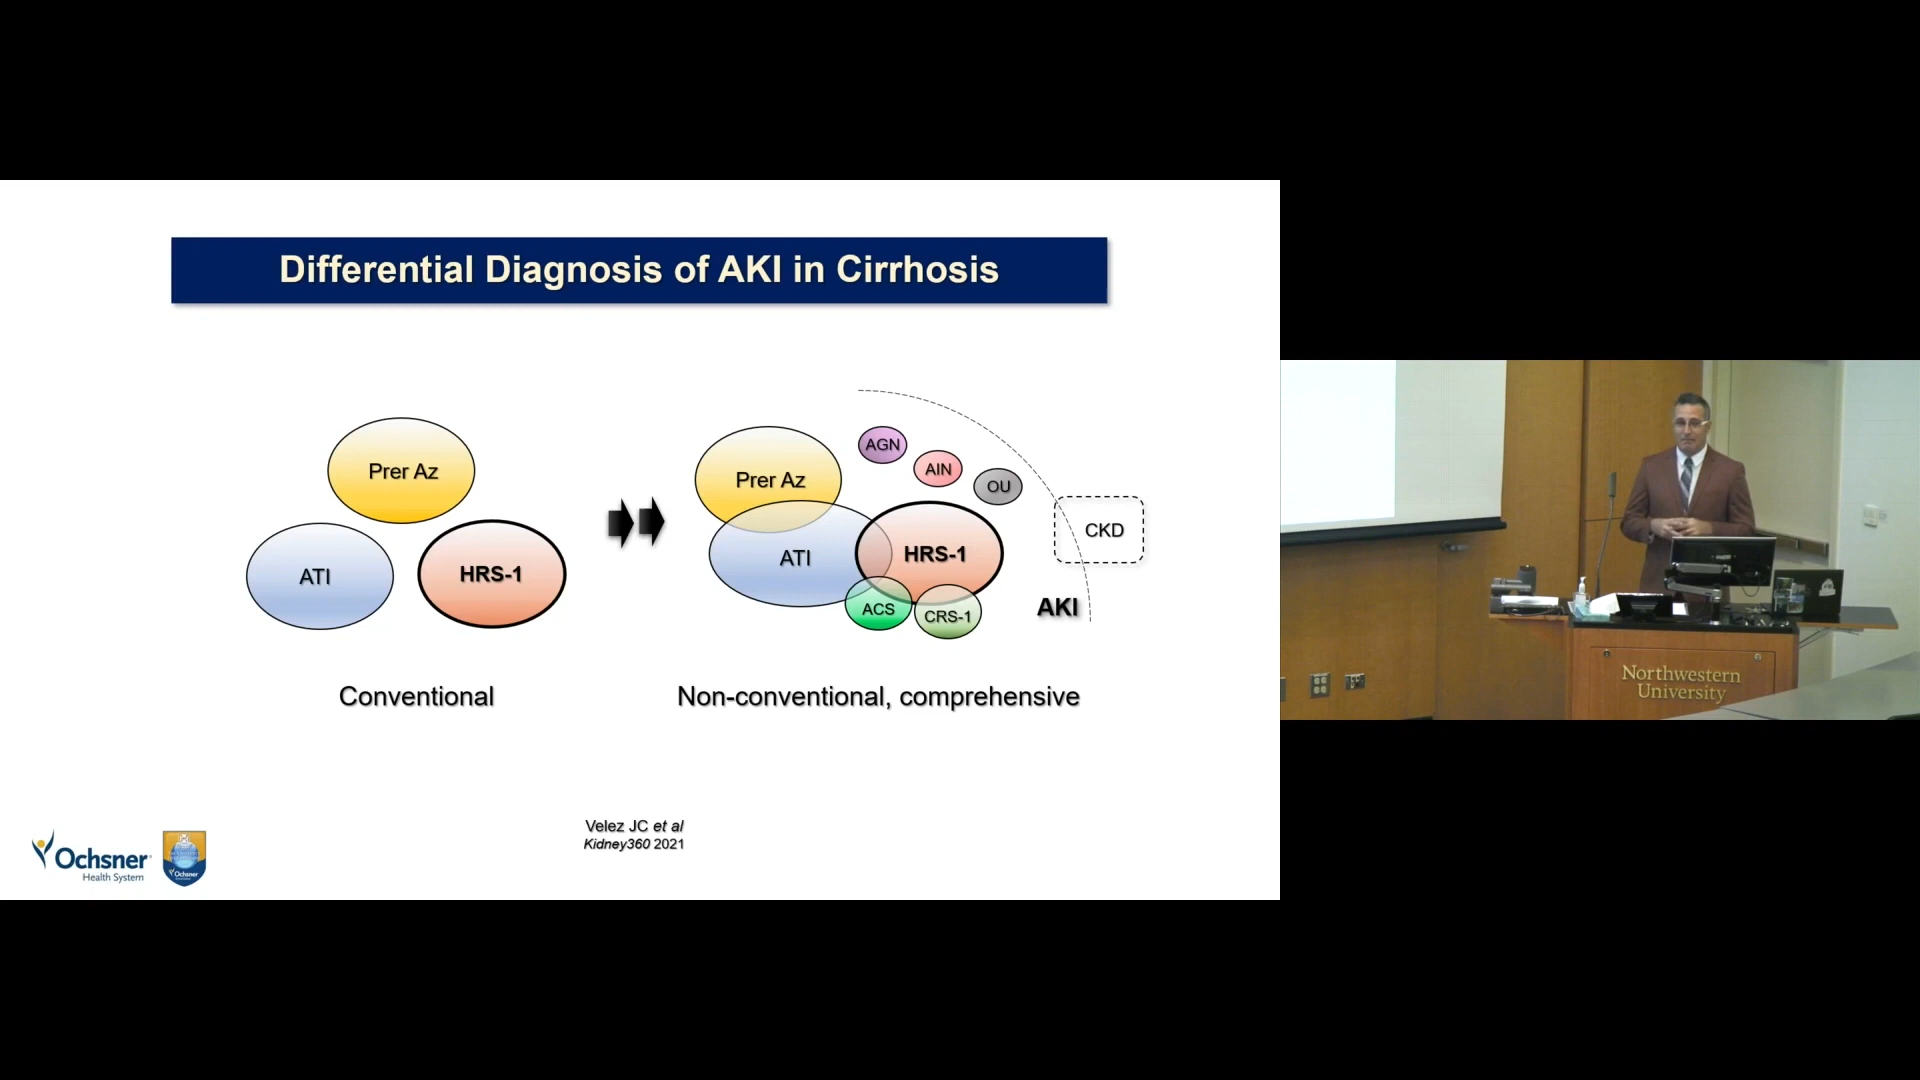 Differential Diagnosis of AKI in Cirrhosis
Prer Az
ATI
HRS-1
Conventional
Prer Az
AGN
AIN
OU
ATI
HRS-1
CKD
ACS
CRS-1
AKI
Non-conventional, comprehensive
Velez JC et al
Kidney360 2021
Ochsner
Health System
Ochsner
Northwestern
University